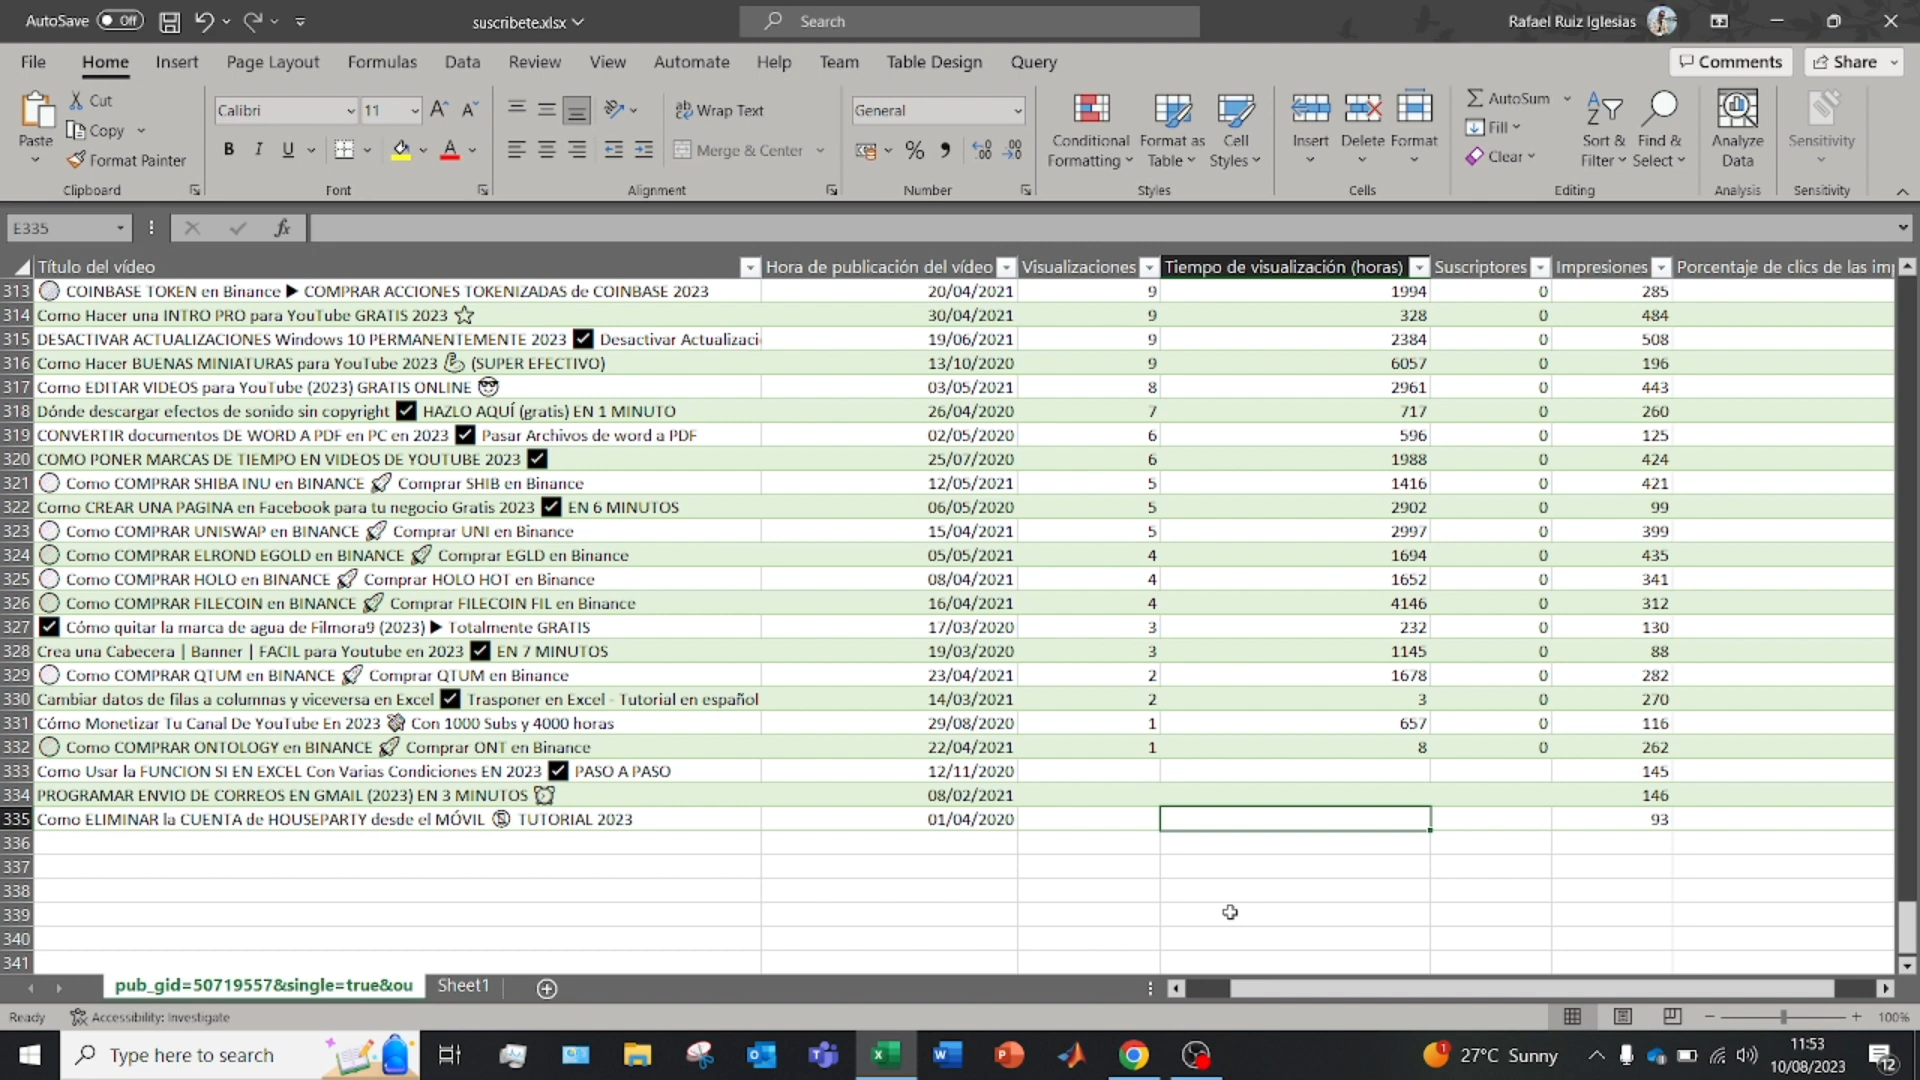 AutoSave Off suscribete.xlsx Search Rafael Ruiz Iglesias
File Home Insert Page Layout Formulas Data Review View Automate Help Team Table Design Query Comments Share
Paste Cut Copy Format Painter Clipboard
Calibri 11 B I U Font
Wrap Text Merge & Center Alignment
General Number
Conditional Formatting Format as Table Cell Styles Styles
Insert Delete Format Cells
AutoSum Fill Clear Sort & Filter Find & Select Editing
Analyze Data Analysis
Sensitivity Sensitivity
E335 fx
Título del vídeo Hora de publicación del vídeo Visualizaciones Tiempo de visualización (horas) Suscriptores Impresiones Porcentaje de clics de las imp
313 COINBASE TOKEN en Binance ▶ COMPRAR ACCIONES TOKENIZADAS de COINBASE 2023 20/04/2021 9 1994 0 285
314 Como Hacer una INTRO PRO para YouTube GRATIS 2023 30/04/2021 9 328 0 484
315 DESACTIVAR ACTUALIZACIONES Windows 10 PERMANENTEMENTE 2023 ✅ Desactivar Actualizaci 19/06/2021 9 2384 0 508
316 Como Hacer BUENAS MINIATURAS para YouTube 2023 💪 (SUPER EFECTIVO) 13/10/2020 9 6057 0 196
317 Como EDITAR VIDEOS para YouTube (2023) GRATIS ONLINE 😎 03/05/2021 8 2961 0 443
318 Dónde descargar efectos de sonido sin copyright ✅ HAZLO AQUÍ (gratis) EN 1 MINUTO 26/04/2020 7 717 0 260
319 CONVERTIR documentos DE WORD A PDF en PC en 2023 ✅ Pasar Archivos de word a PDF 02/05/2020 6 596 0 125
320 COMO PONER MARCAS DE TIEMPO EN VIDEOS DE YOUTUBE 2023 ✅ 25/07/2020 6 1988 0 424
321 Como COMPRAR SHIBA INU en BINANCE 🚀 Comprar SHIB en Binance 12/05/2021 5 1416 0 421
322 Como CREAR UNA PAGINA en Facebook para tu negocio Gratis 2023 ✅ EN 6 MINUTOS 06/05/2020 5 2902 0 99
323 Como COMPRAR UNISWAP en BINANCE 🚀 Comprar UNI en Binance 15/04/2021 5 2997 0 399
324 Como COMPRAR ELROND EGOLD en BINANCE 🚀 Comprar EGLD en Binance 05/05/2021 4 1694 0 435
325 Como COMPRAR HOLO en BINANCE 🚀 Comprar HOLO HOT en Binance 08/04/2021 4 1652 0 341
326 Como COMPRAR FILECOIN en BINANCE 🚀 Comprar FILECOIN FIL en Binance 16/04/2021 4 4146 0 312
327 ✅ Cómo quitar la marca de agua de Filmora9 (2023) ▶ Totalmente GRATIS 17/03/2020 3 232 0 130
328 Crea una Cabecera | Banner | FACIL para Youtube en 2023 ✅ EN 7 MINUTOS 19/03/2020 3 1145 0 88
329 Como COMPRAR QTUM en BINANCE 🚀 Comprar QTUM en Binance 23/04/2021 2 1678 0 282
330 Cambiar datos de filas a columnas y viceversa en Excel ✅ Trasponer en Excel - Tutorial en español 14/03/2021 2 3 0 270
331 Cómo Monetizar Tu Canal De YouTube En 2023 💸 Con 1000 Subs y 4000 horas 29/08/2020 1 657 0 116
332 Como COMPRAR ONTOLOGY en BINANCE 🚀 Comprar ONT en Binance 22/04/2021 1 8 0 262
333 Como Usar la FUNCION SI EN EXCEL Con Varias Condiciones EN 2023 ✅ PASO A PASO 12/11/2020 145
334 PROGRAMAR ENVIO DE CORREOS EN GMAIL (2023) EN 3 MINUTOS ⏰ 08/02/2021 146
335 Como ELIMINAR la CUENTA de HOUSEPARTY desde el MÓVIL 📵 TUTORIAL 2023 01/04/2020 93
336
337
338
339
340
341
pub_gid=50719557&single=true&ou Sheet1
Ready Accessibility: Investigate 100%
Type here to search 27°C Sunny 11:53
10/08/2023 12